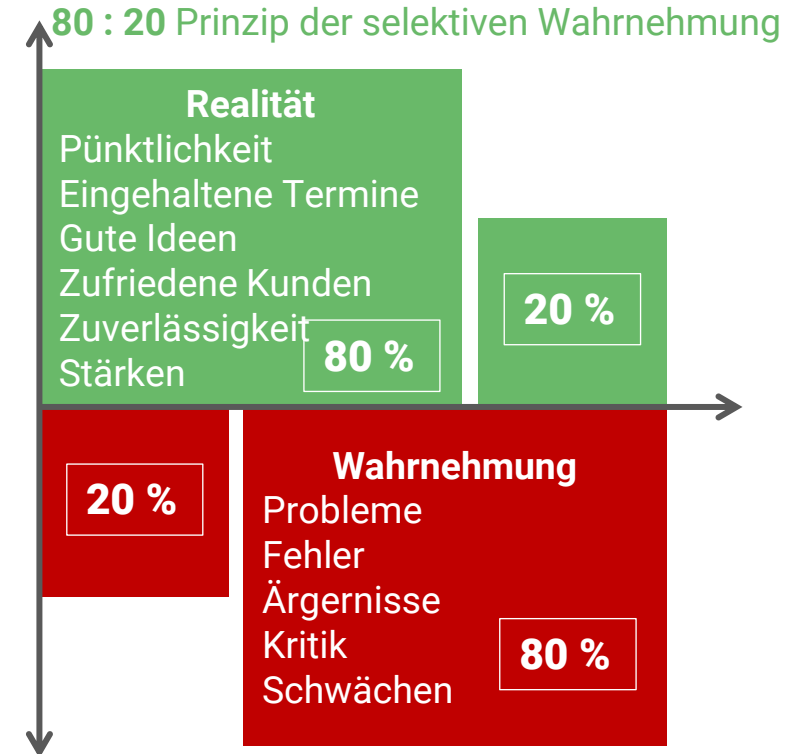 80 : 20 Prinzip der selektiven Wahrnehmung
Realität
Pünktlichkeit
Eingehaltene Termine
Gute Ideen
Zufriedene Kunden
Zuverlässigkeit
Stärken
80 %
20 %
20 %
Wahrnehmung
Probleme
Fehler
Ärgernisse
Kritik
Schwächen
80 %